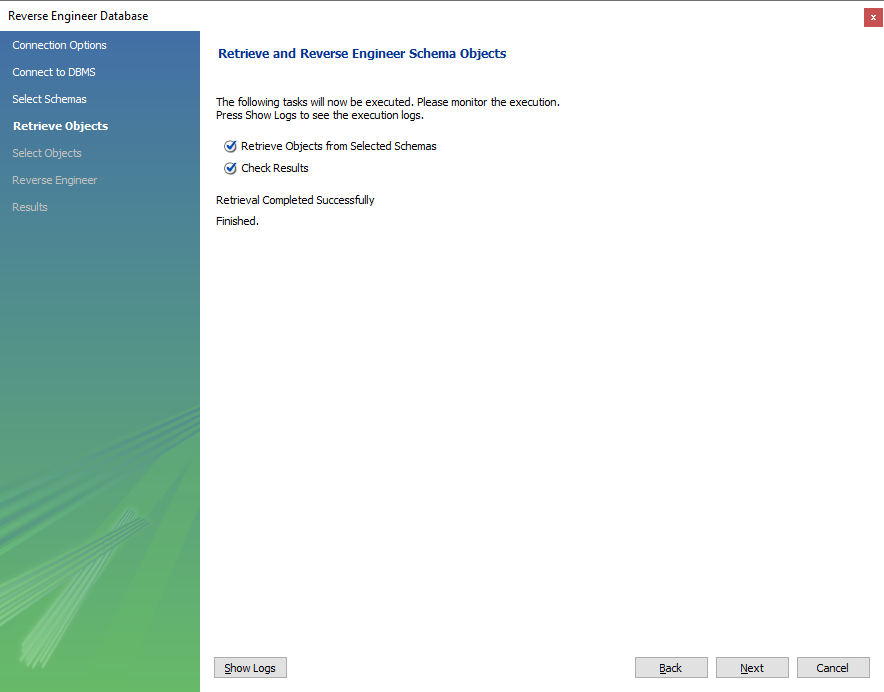 Reverse Engineer Database
x
Connection Options
Connect to DBMS
Select Schemas
Retrieve Objects
Select Objects
Reverse Engineer
Results
Retrieve and Reverse Engineer Schema Objects
The following tasks will now be executed. Please monitor the execution.
Press Show Logs to see the execution logs.
Retrieve Objects from Selected Schemas
Check Results
Retrieval Completed Successfully
Finished.
Show Logs
Back
Next
Cancel